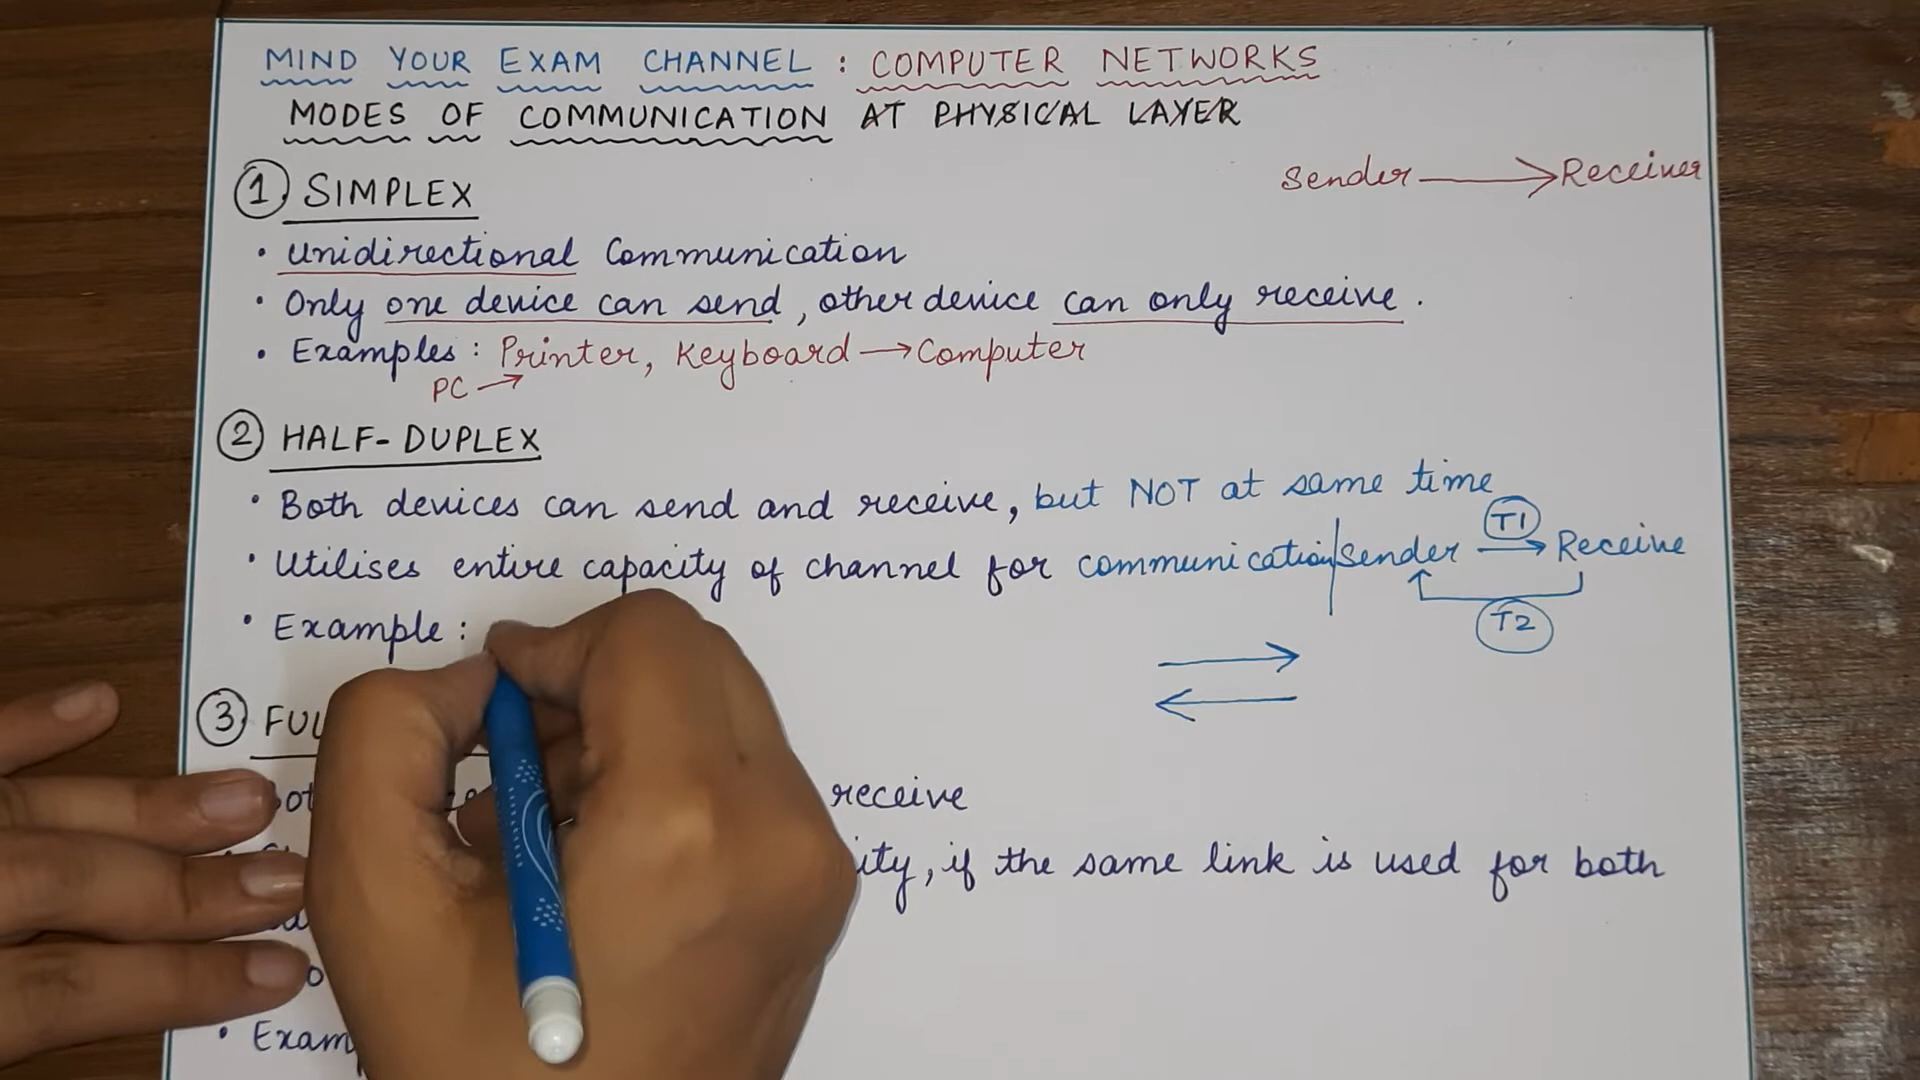 MIND YOUR EXAM CHANNEL : COMPUTER NETWORKS
MODES OF COMMUNICATION AT PHYSICAL LAYER
Sender → Receiver
① SIMPLEX
• Unidirectional Communication
• Only one device can send, other device can only receive.
• Examples : Printer, Keyboard → Computer
PC →
② HALF-DUPLEX
• Both devices can send and receive, but NOT at same time
T1
• Utilises entire capacity of channel for communication Sender → Receive
T2
• Example :
③ FUL
receive
ity, if the same link is used for both
• Exam